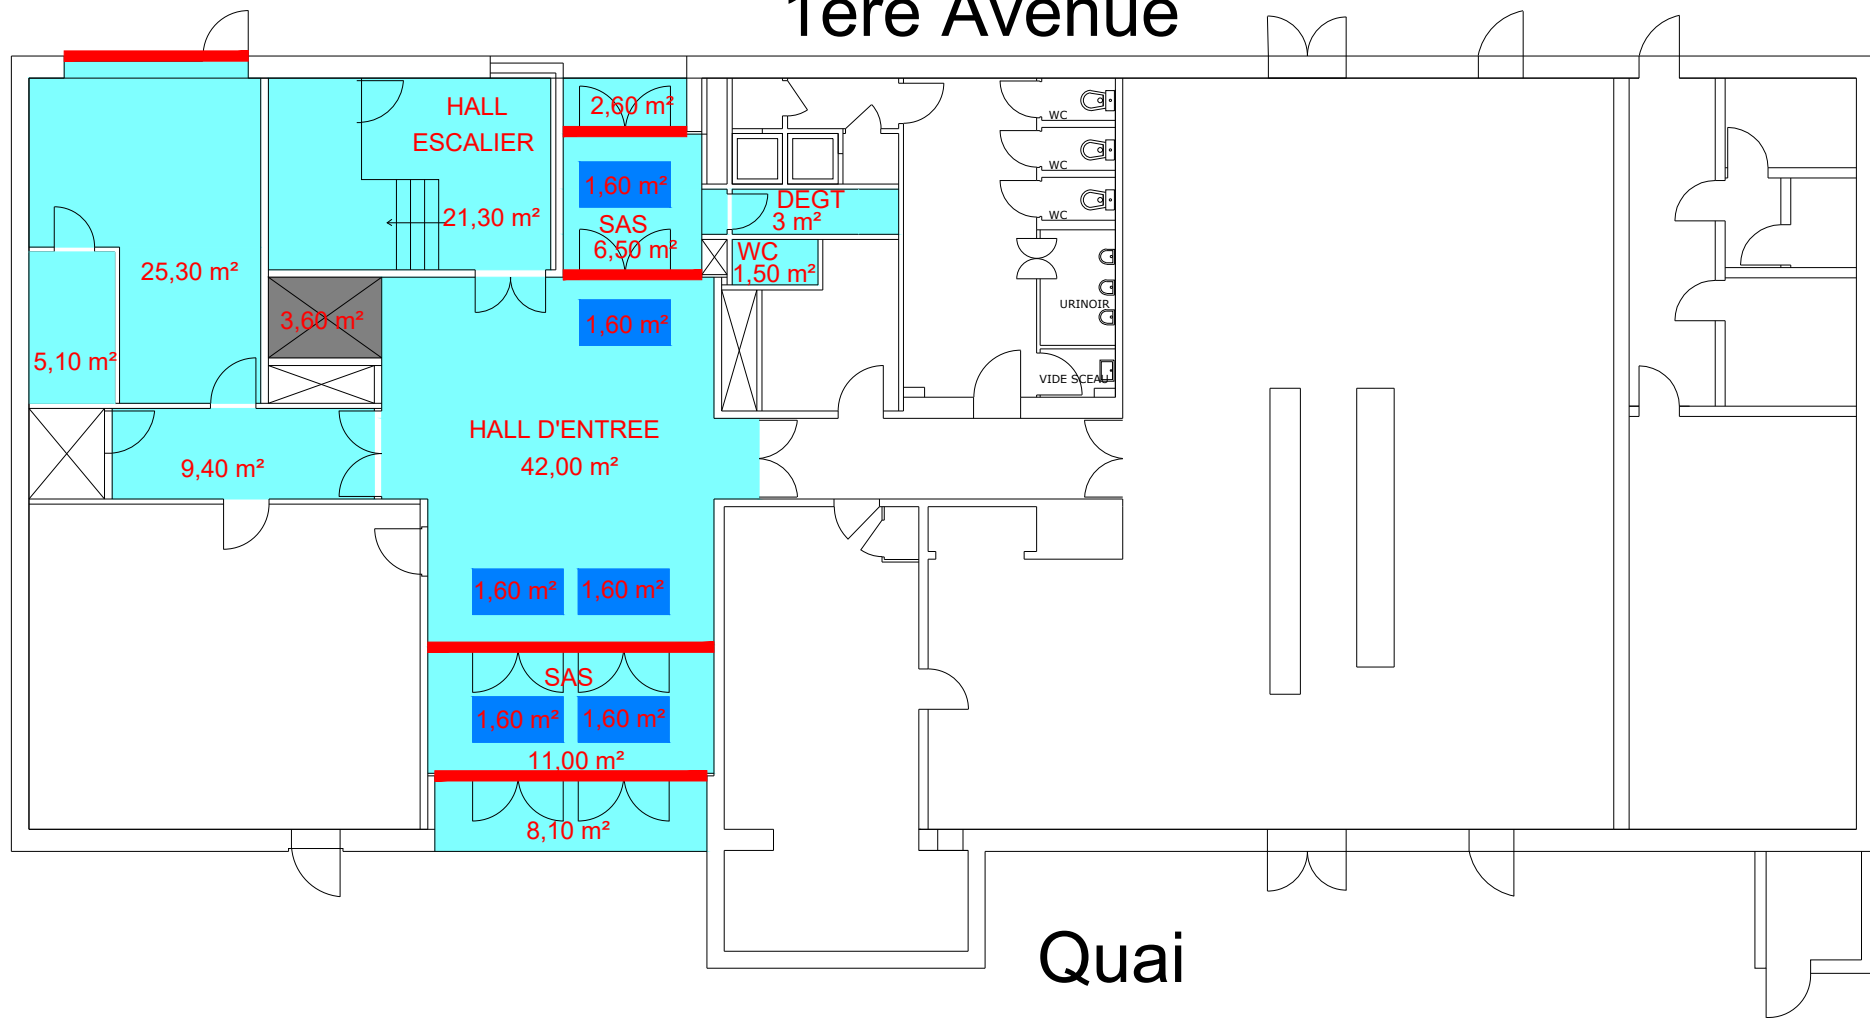 1ère Avenue
HALL
ESCALIER
21,30 m²
2,60 m²
1,60 m²
SAS
6,50 m²
DEGT
3 m²
WC
1,50 m²
WC
WC
WC
URINOIR
VIDE SCEAU
25,30 m²
5,10 m²
3,60 m²
1,60 m²
HALL D'ENTREE
42,00 m²
9,40 m²
1,60 m²
1,60 m²
SAS
1,60 m²
1,60 m²
11,00 m²
8,10 m²
Quai